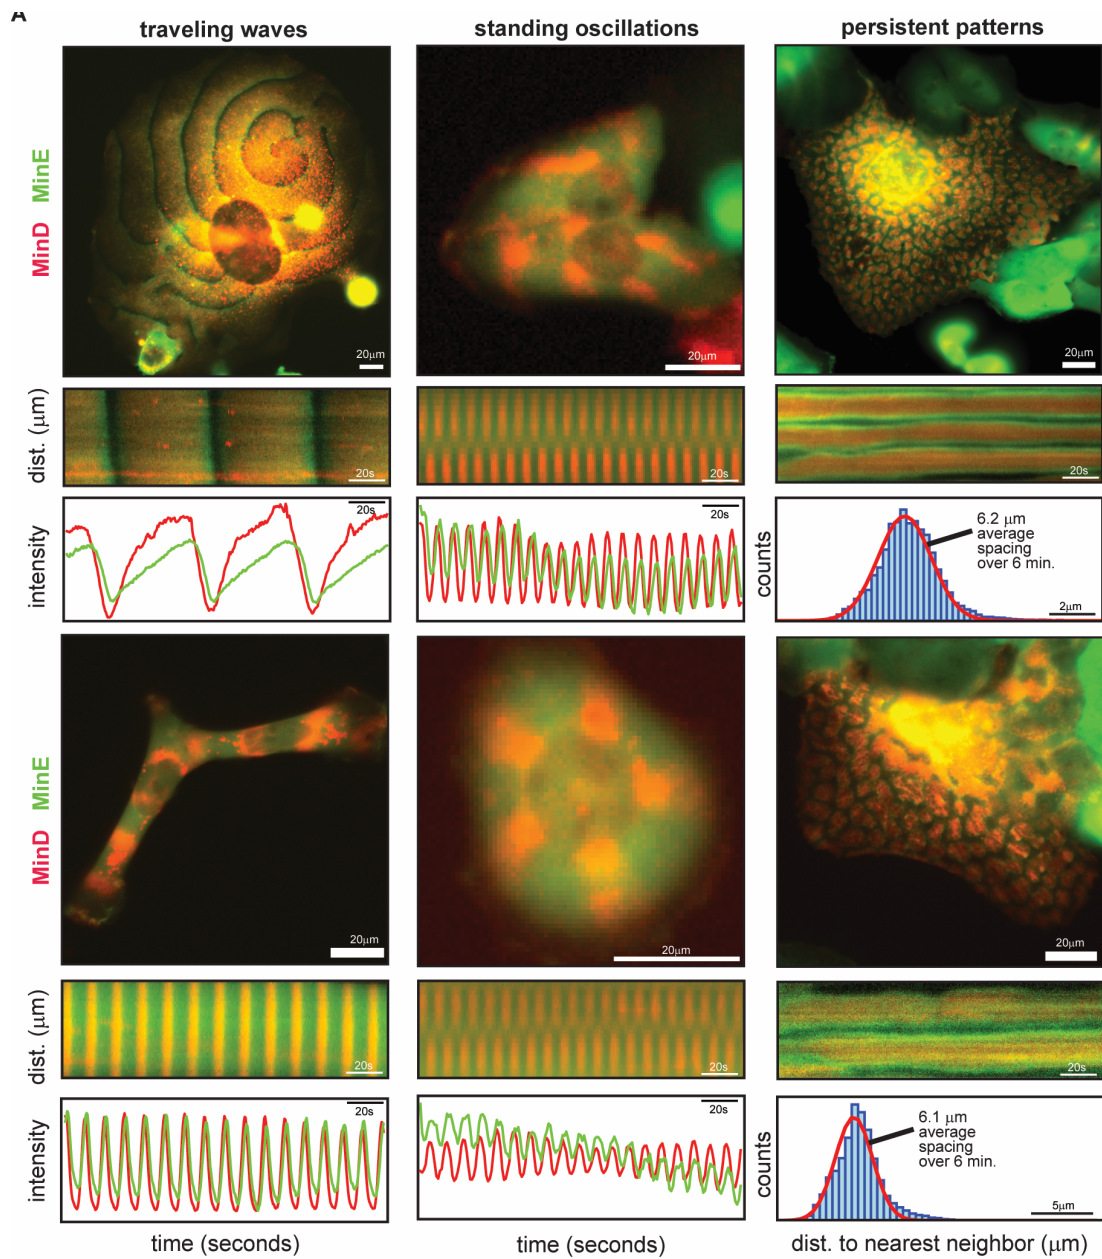 A
traveling waves
standing oscillations
persistent patterns
MinD MinE
20μm
20μm
20μm
dist. (μm)
20s
20s
20s
intensity
20s
20s
counts
6.2 μm
average
spacing
over 6 min.
2μm
MinD MinE
20μm
20μm
20μm
dist. (μm)
20s
20s
20s
intensity
20s
20s
counts
6.1 μm
average
spacing
over 6 min.
5μm
time (seconds)
time (seconds)
dist. to nearest neighbor (μm)